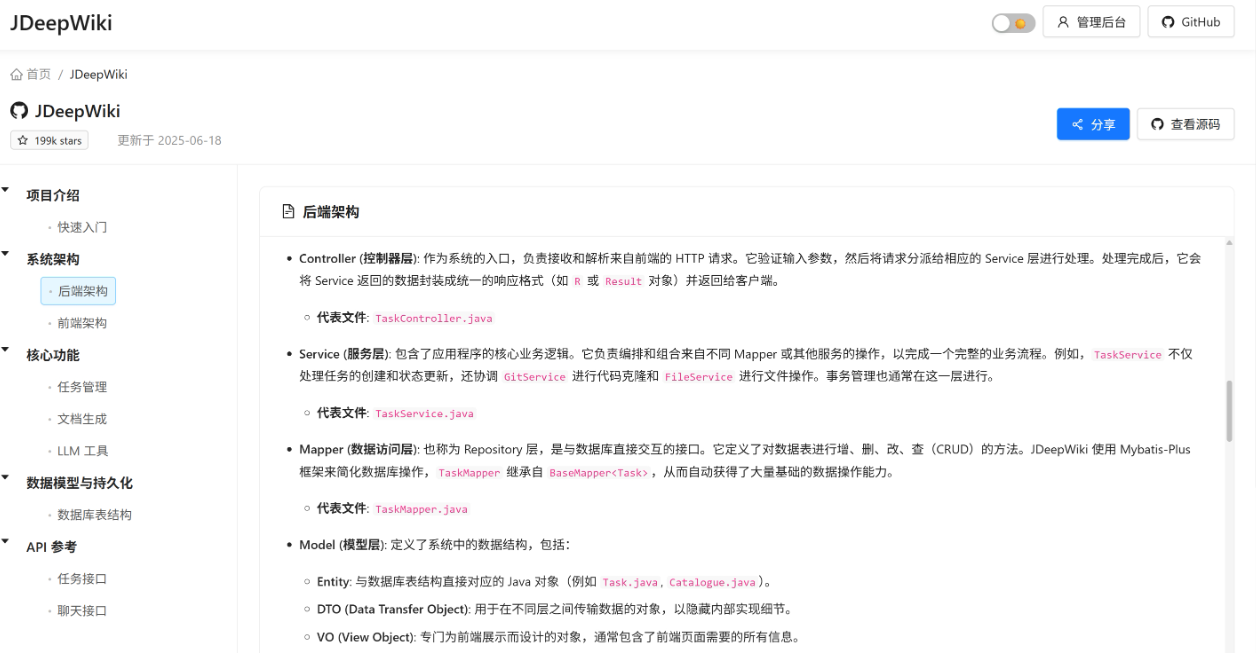 JDeepWiki
管理后台
GitHub
首页 / JDeepWiki
JDeepWiki
199k stars
更新于 2025-06-18
分享
查看源码
项目介绍
快速入门
系统架构
后端架构
前端架构
核心功能
任务管理
文档生成
LLM 工具
数据模型与持久化
数据库表结构
API 参考
任务接口
聊天接口
后端架构
• Controller (控制器层): 作为系统的入口，负责接收和解析来自前端的 HTTP 请求。它验证输入参数，然后将请求分派给相应的 Service 层进行处理。处理完成后，它会
将 Service 返回的数据封装成统一的响应格式（如 R 或 Result 对象）并返回给客户端。
◦ 代表文件: TaskController.java
• Service (服务层): 包含了应用程序的核心业务逻辑。它负责编排和组合来自不同 Mapper 或其他服务的操作，以完成一个完整的业务流程。例如， TaskService 不仅
处理任务的创建和状态更新，还协调 GitService 进行代码克隆和 FileService 进行文件操作。事务管理也通常在这一层进行。
◦ 代表文件: TaskService.java
• Mapper (数据访问层): 也称为 Repository 层，是与数据库直接交互的接口。它定义了对数据表进行增、删、改、查（CRUD）的方法。JDeepWiki 使用 Mybatis-Plus
框架来简化数据库操作， TaskMapper 继承自 BaseMapper<Task>，从而自动获得了大量基础的数据操作能力。
◦ 代表文件: TaskMapper.java
• Model (模型层): 定义了系统中的数据结构，包括：
◦ Entity: 与数据库表结构直接对应的 Java 对象（例如 Task.java, Catalogue.java）。
◦ DTO (Data Transfer Object): 用于在不同层之间传输数据的对象，以隐藏内部实现细节。
◦ VO (View Object): 专门为前端展示而设计的对象，通常包含了前端页面需要的所有信息。